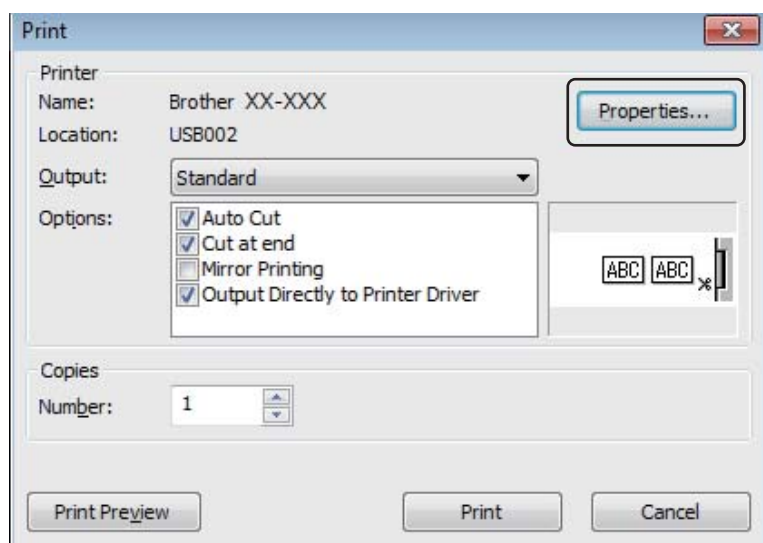 Print
Printer
Name: Brother XX-XXX
Properties...
Location: USB002
Output: Standard
Options: Auto Cut
Cut at end
Mirror Printing
Output Directly to Printer Driver
ABC ABC
Copies
Number: 1
Print Preview Print Cancel